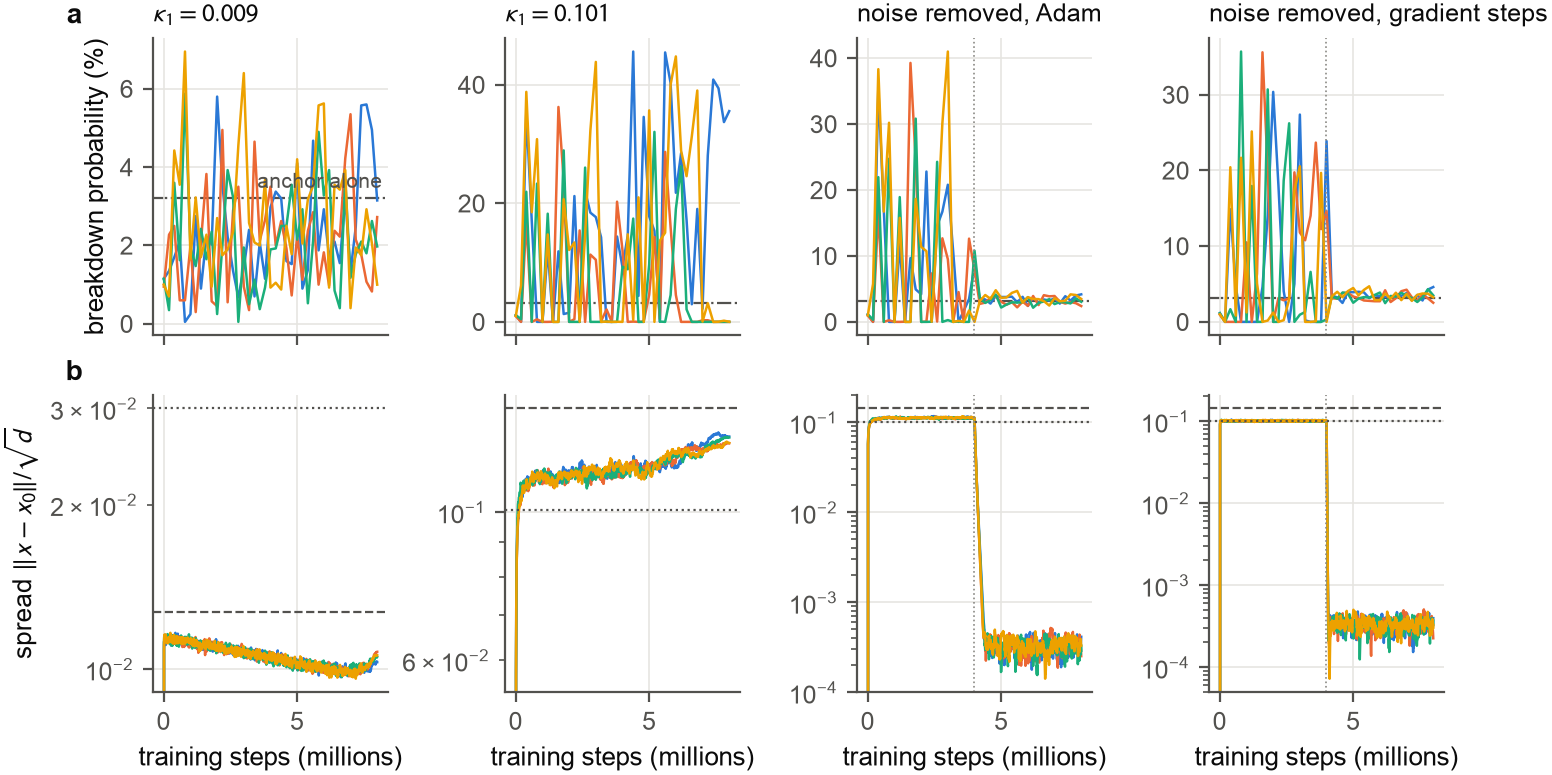 a
κ₁ = 0.009
κ₁ = 0.101
noise removed, Adam
noise removed, gradient steps
breakdown probability (%)
6
4
2
0
anchor alone
40
20
0
40
30
20
10
0
30
20
10
0
b
spread ||x − x₀||/√d
3 × 10⁻²
2 × 10⁻²
10⁻²
0
5
training steps (millions)
10⁻¹
6 × 10⁻²
0
5
training steps (millions)
10⁻¹
10⁻²
10⁻³
10⁻⁴
0
5
training steps (millions)
10⁻¹
10⁻²
10⁻³
10⁻⁴
0
5
training steps (millions)